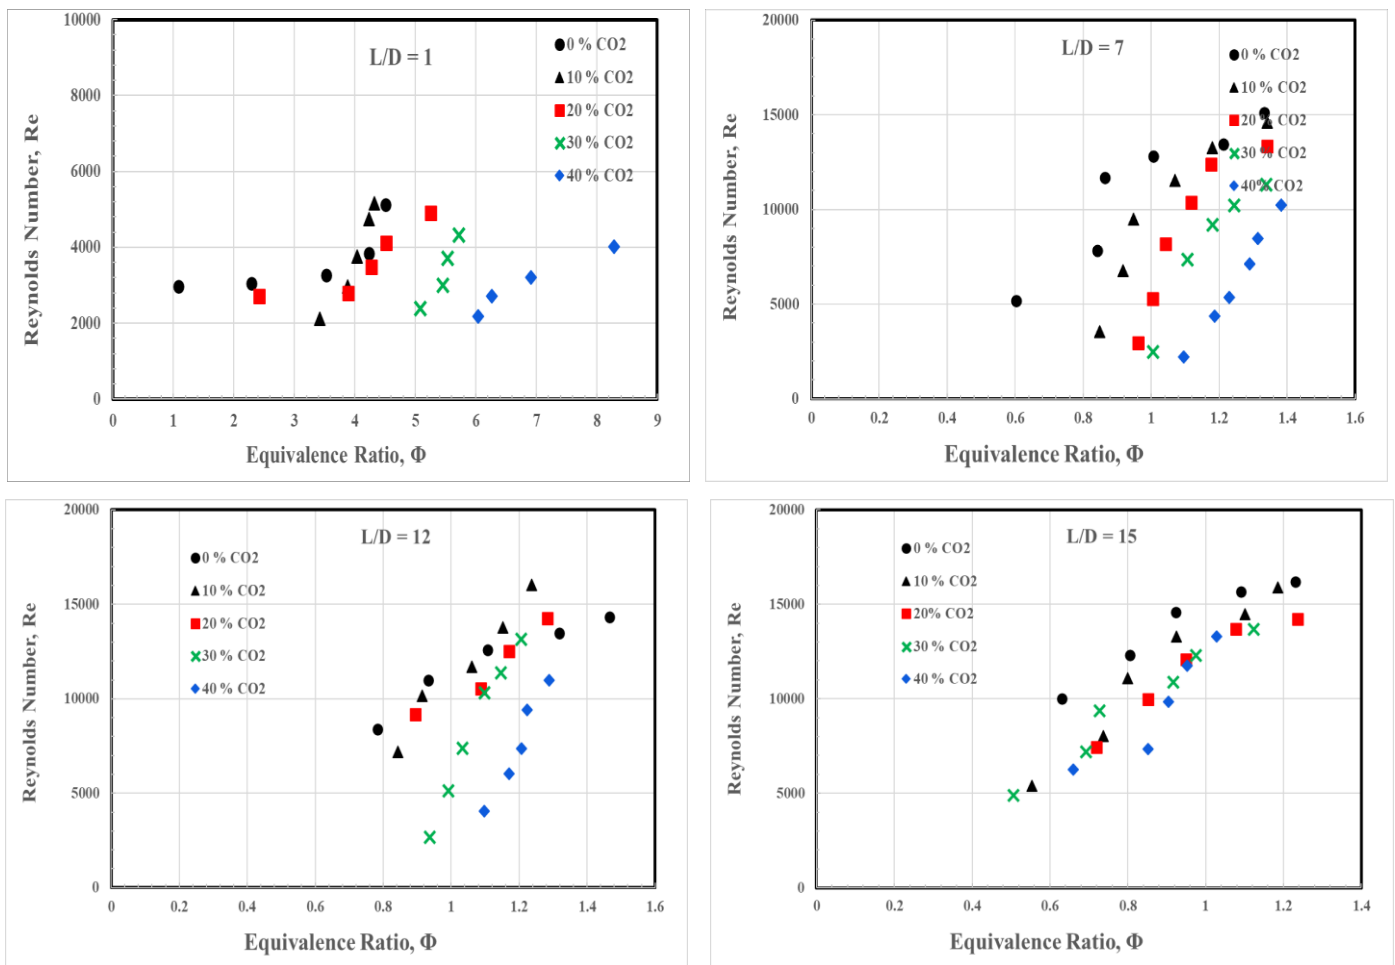 L/D = 1
0 % CO2
10 % CO2
20 % CO2
30 % CO2
40 % CO2
Reynolds Number, Re
10000
8000
6000
4000
2000
0
0 1 2 3 4 5 6 7 8 9
Equivalence Ratio, Φ
L/D = 7
0 % CO2
10 % CO2
20 % CO2
30 % CO2
40% CO2
Reynolds Number, Re
20000
15000
10000
5000
0
0 0.2 0.4 0.6 0.8 1 1.2 1.4 1.6
Equivalence Ratio, Φ
L/D = 12
0 % CO2
10 % CO2
20 % CO2
30 % CO2
40 % CO2
Reynolds Number, Re
20000
15000
10000
5000
0
0 0.2 0.4 0.6 0.8 1 1.2 1.4 1.6
Equivalence Ratio, Φ
L/D = 15
0 % CO2
10 % CO2
20% CO2
30 % CO2
40 % CO2
Reynolds Number, Re
20000
15000
10000
5000
0
0 0.2 0.4 0.6 0.8 1 1.2 1.4
Equivalence Ratio, Φ